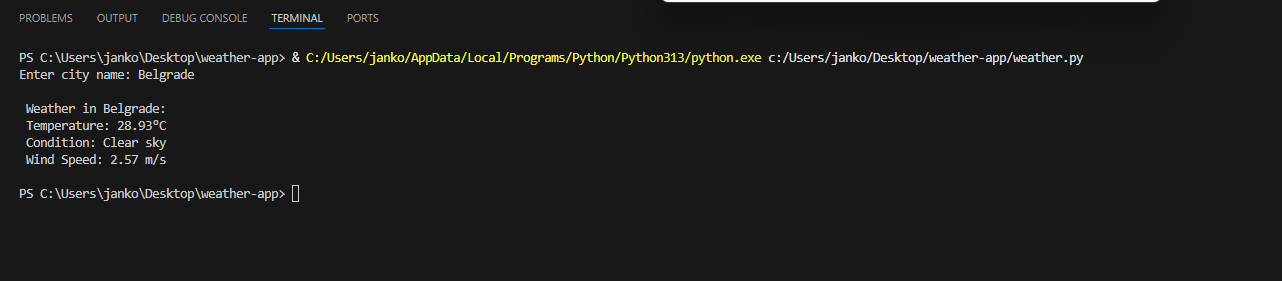 PROBLEMS OUTPUT DEBUG CONSOLE TERMINAL PORTS
PS C:\Users\janko\Desktop\weather-app> & C:/Users/janko/AppData/Local/Programs/Python/Python313/python.exe c:/Users/janko/Desktop/weather-app/weather.py
Enter city name: Belgrade
Weather in Belgrade:
Temperature: 28.93°C
Condition: Clear sky
Wind Speed: 2.57 m/s
PS C:\Users\janko\Desktop\weather-app>